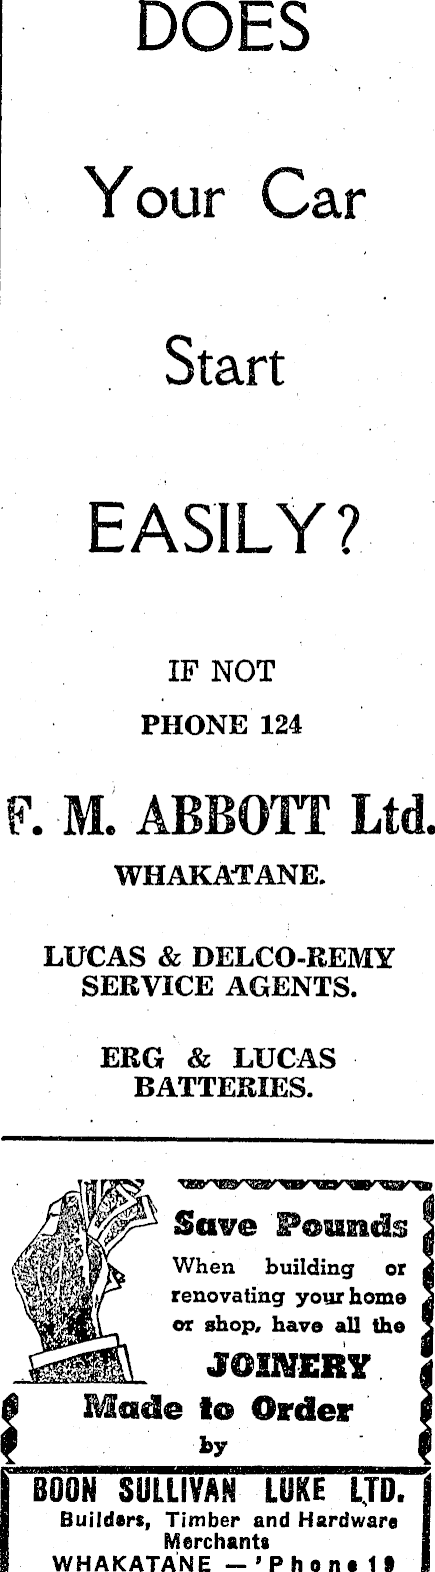 DOES
Your Car
Start
EASILY?
IF NOT
PHONE 124
F. M. ABBOTT Ltd.
WHAKATANE.
LUCAS & DELCO-REMY
SERVICE AGENTS.
ERG & LUCAS
BATTERIES.
Save Pounds
When building or
renovating your home
or shop, have all the
JOINERY
Made to Order
by
BOON SULLIVAN LUKE LTD.
Builders, Timber and Hardware
Merchants
WHAKATANE — 'Phone 19